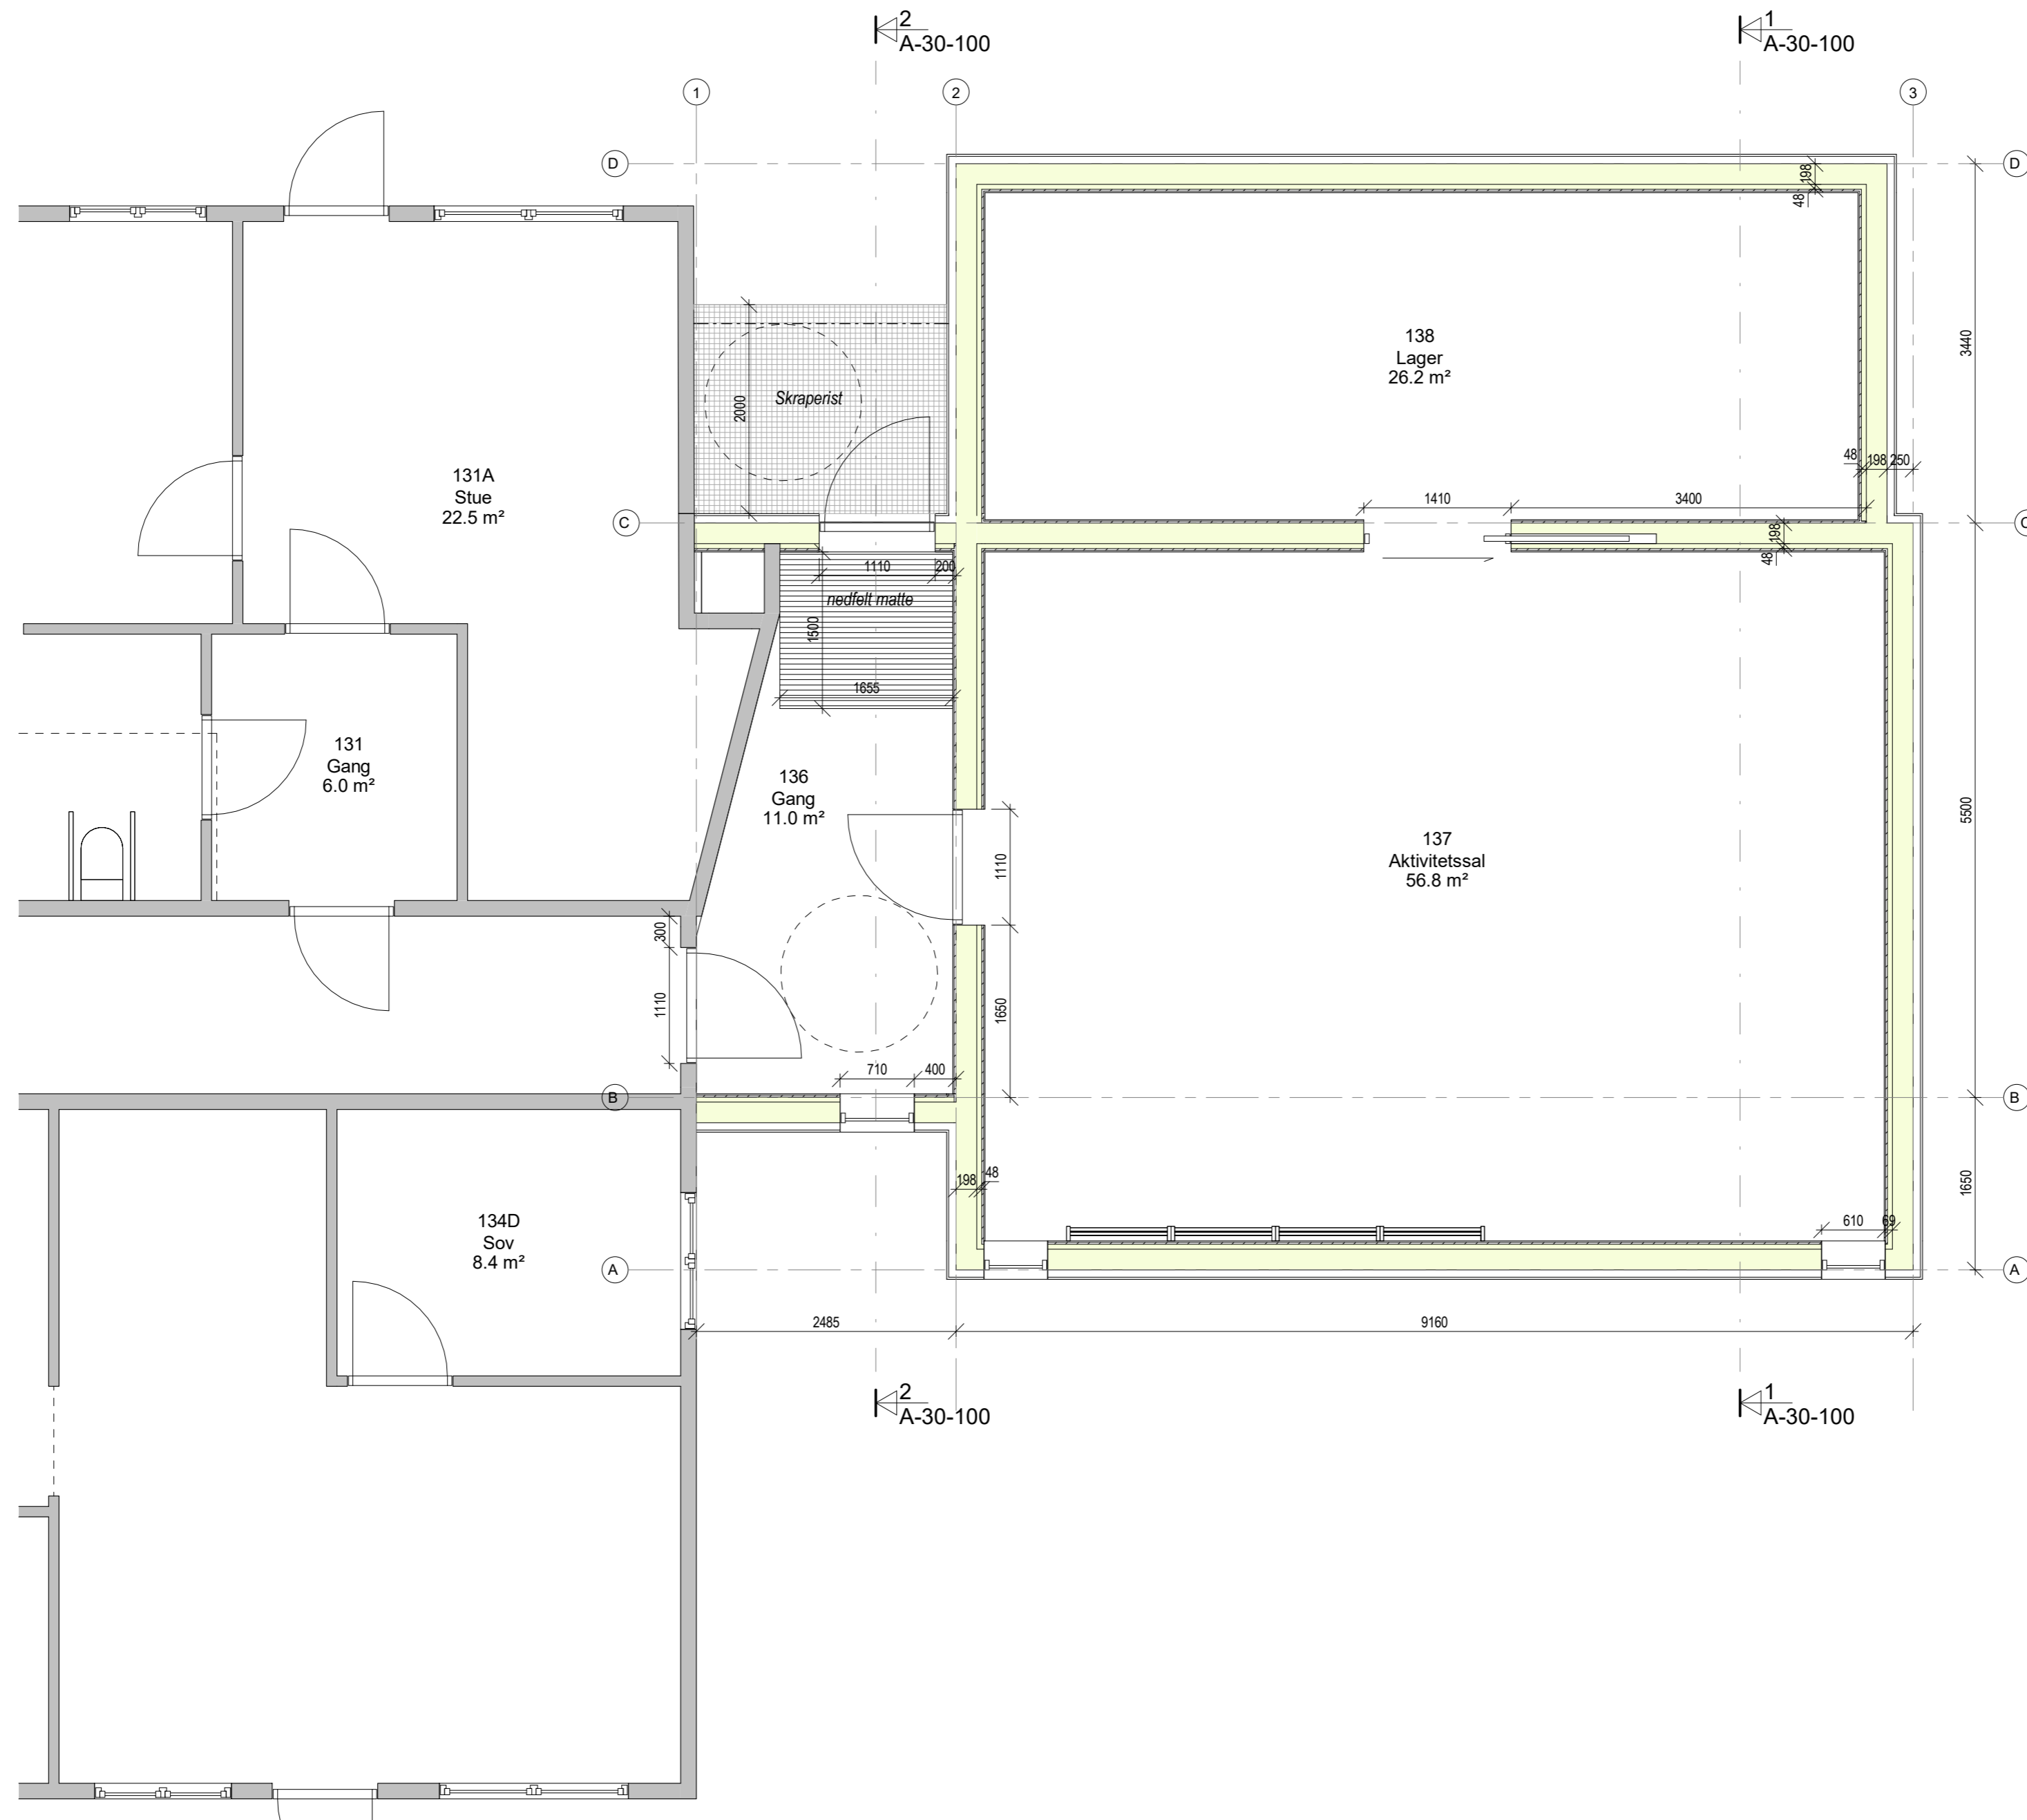 2
A-30-100
1
A-30-100
1
2
3
D
D
198
48
138
Lager
26.2 m²
3440
Skraperist
2000
131A
Stue
22.5 m²
48
198
250
1410
3400
C
C
198
48
1110
200
nedfelt matte
1500
1655
131
Gang
6.0 m²
136
Gang
11.0 m²
5500
137
Aktivitetssal
56.8 m²
1110
300
1110
1650
710
400
B
B
198
48
1650
134D
Sov
8.4 m²
610
69
A
A
2485
9160
2
A-30-100
1
A-30-100